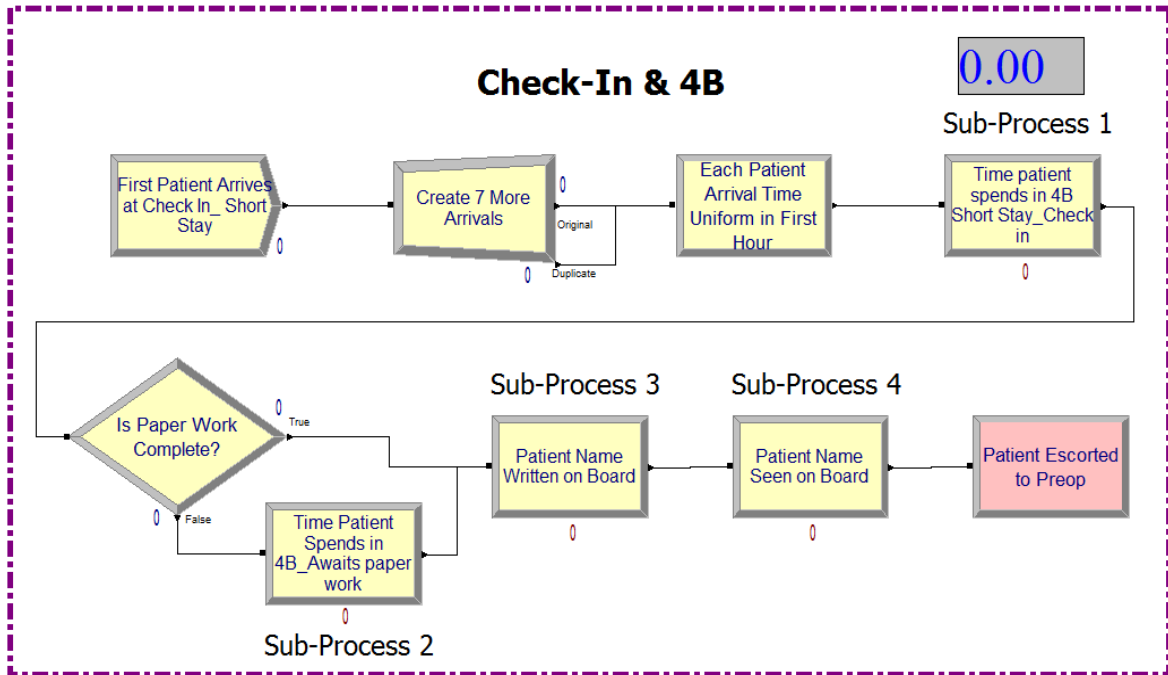 Check-In & 4B
0.00
Sub-Process 1
First Patient Arrives
at Check In_ Short
Stay
0
Create 7 More
Arrivals
0
Original
0
Duplicate
Each Patient
Arrival Time
Uniform in First
Hour
Time patient
spends in 4B
Short Stay_Check
in
0
Is Paper Work
Complete?
0
True
0
False
Time Patient
Spends in
4B_Awaits paper
work
0
Sub-Process 2
Sub-Process 3
Patient Name
Written on Board
0
Sub-Process 4
Patient Name
Seen on Board
0
Patient Escorted
to Preop